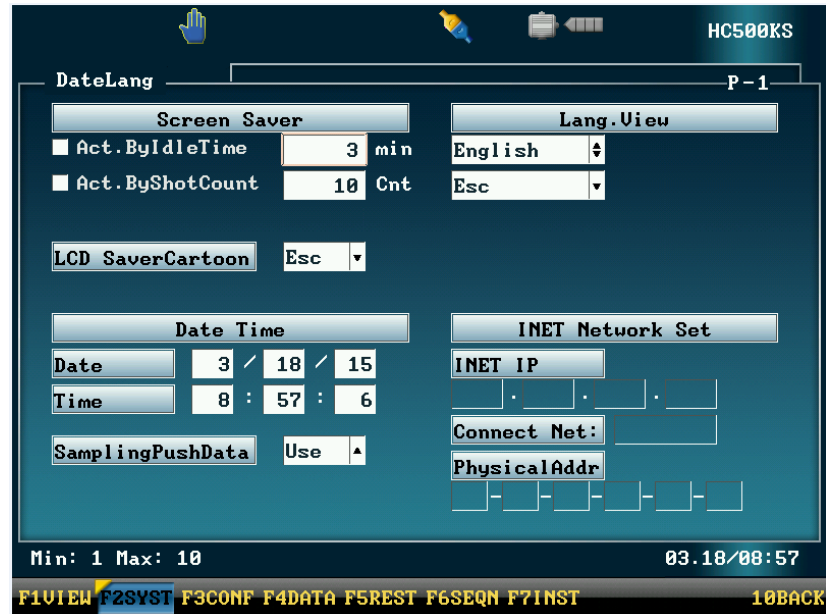 HC500KS
DateLang
P-1
Screen Saver
Act.ByIdleTime 3 min
Act.ByShotCount 10 Cnt
LCD SaverCartoon Esc
Lang.View
English
Esc
Date Time
Date 3 / 18 / 15
Time 8 : 57 : 6
SamplingPushData Use
INET Network Set
INET IP
. . .
Connect Net:
PhysicalAddr
- - - - -
Min: 1 Max: 10
03.18/08:57
F1VIEW F2SYST F3CONF F4DATA F5REST F6SEQN F7INST 10BACK